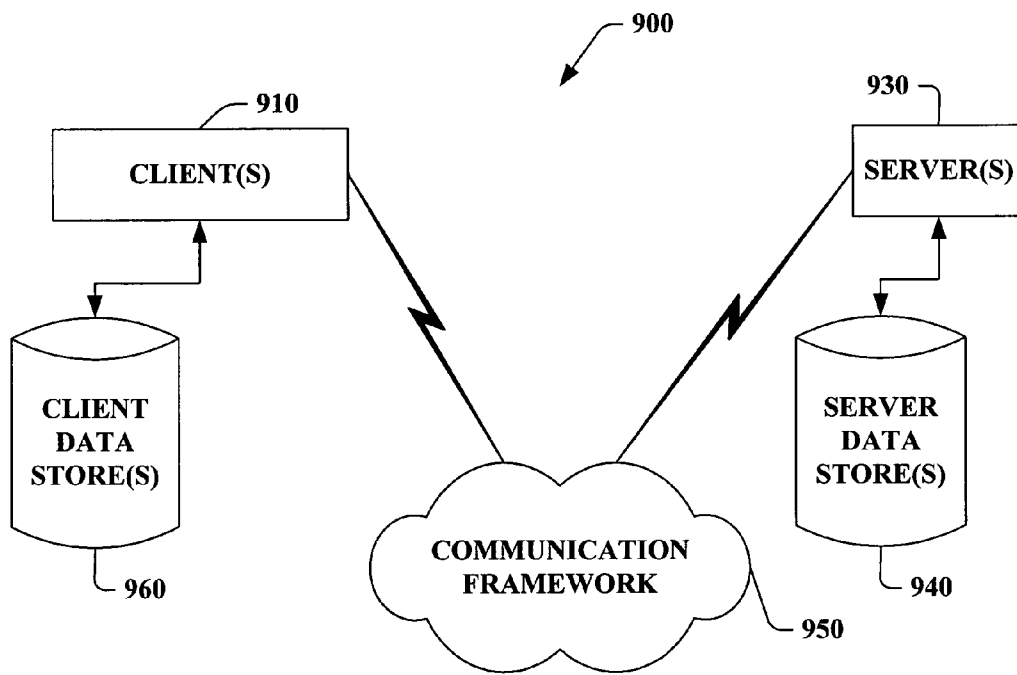 900
910
CLIENT(S)
930
SERVER(S)
CLIENT
DATA
STORE(S)
960
SERVER
DATA
STORE(S)
940
COMMUNICATION
FRAMEWORK
950